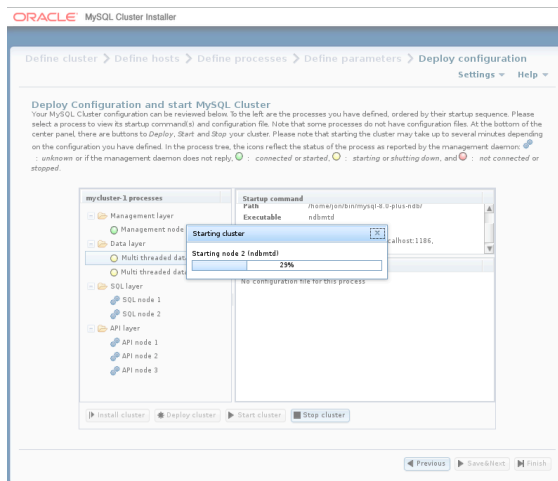 ORACLE® MySQL Cluster Installer
Define cluster > Define hosts > Define processes > Define parameters > Deploy configuration
Settings Help
Deploy Configuration and start MySQL Cluster
Your MySQL Cluster configuration can be reviewed below. To the left are the processes you have defined, ordered by their startup sequence. Please
select a process to view its startup command(s) and configuration file. Note that some processes do not have configuration files. At the bottom of the
center panel, there are buttons to Deploy, Start and Stop your cluster. Please note that starting the cluster may take up to several minutes depending
on the configuration you have defined. In the process tree, the icons reflect the status of the process as reported by the management daemon:
: unknown or if the management daemon does not reply, : connected or started, : starting or shutting down, and : not connected or
stopped.
mycluster-1 processes
Management layer
Management node
Data layer
Multi threaded dat
Multi threaded dat
SQL layer
SQL node 1
SQL node 2
API layer
API node 1
API node 2
API node 3
Startup command
Path /home/jon/bin/mysql-8.0-plus-ndb/
Executable ndbmtd
calhost:1186,
Starting cluster x
Starting node 2 (ndbmtd)
29%
No configuration file for this process
Install cluster Deploy cluster Start cluster Stop cluster
Previous Save&Next Finish